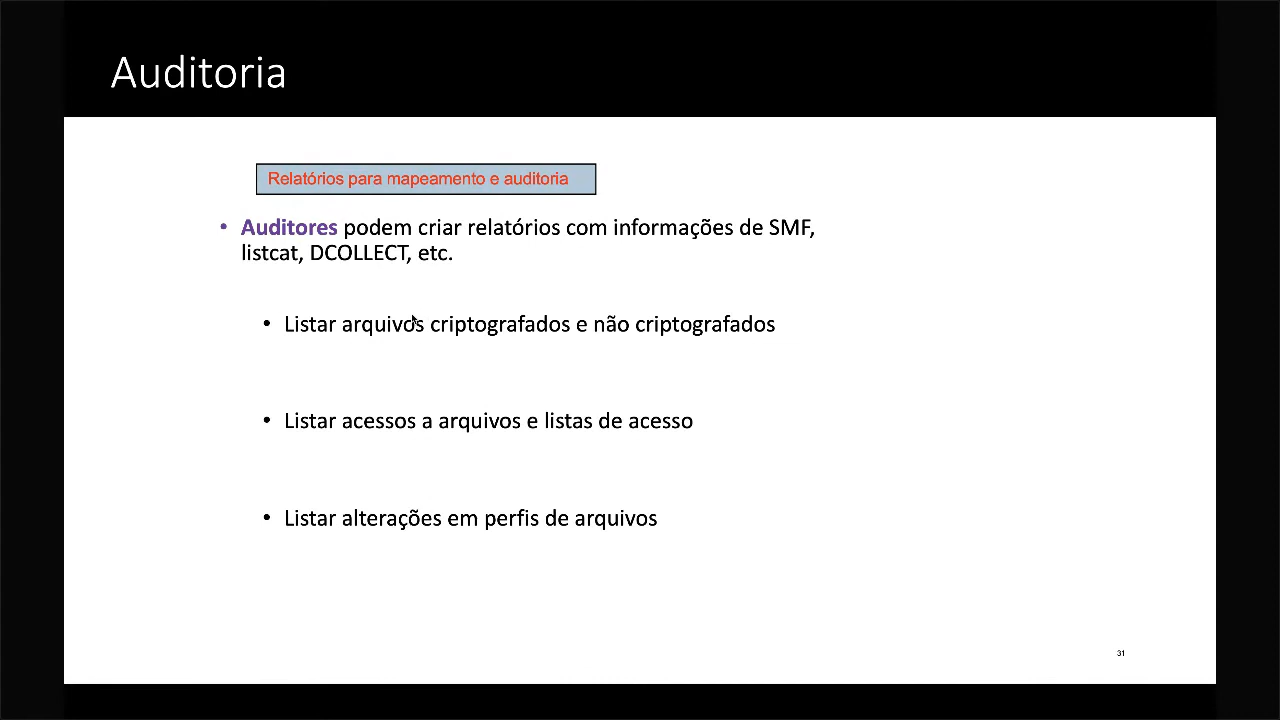 Auditoria
Relatórios para mapeamento e auditoria
• Auditores podem criar relatórios com informações de SMF,
listcat, DCOLLECT, etc.
• Listar arquivos criptografados e não criptografados
• Listar acessos a arquivos e listas de acesso
• Listar alterações em perfis de arquivos
31